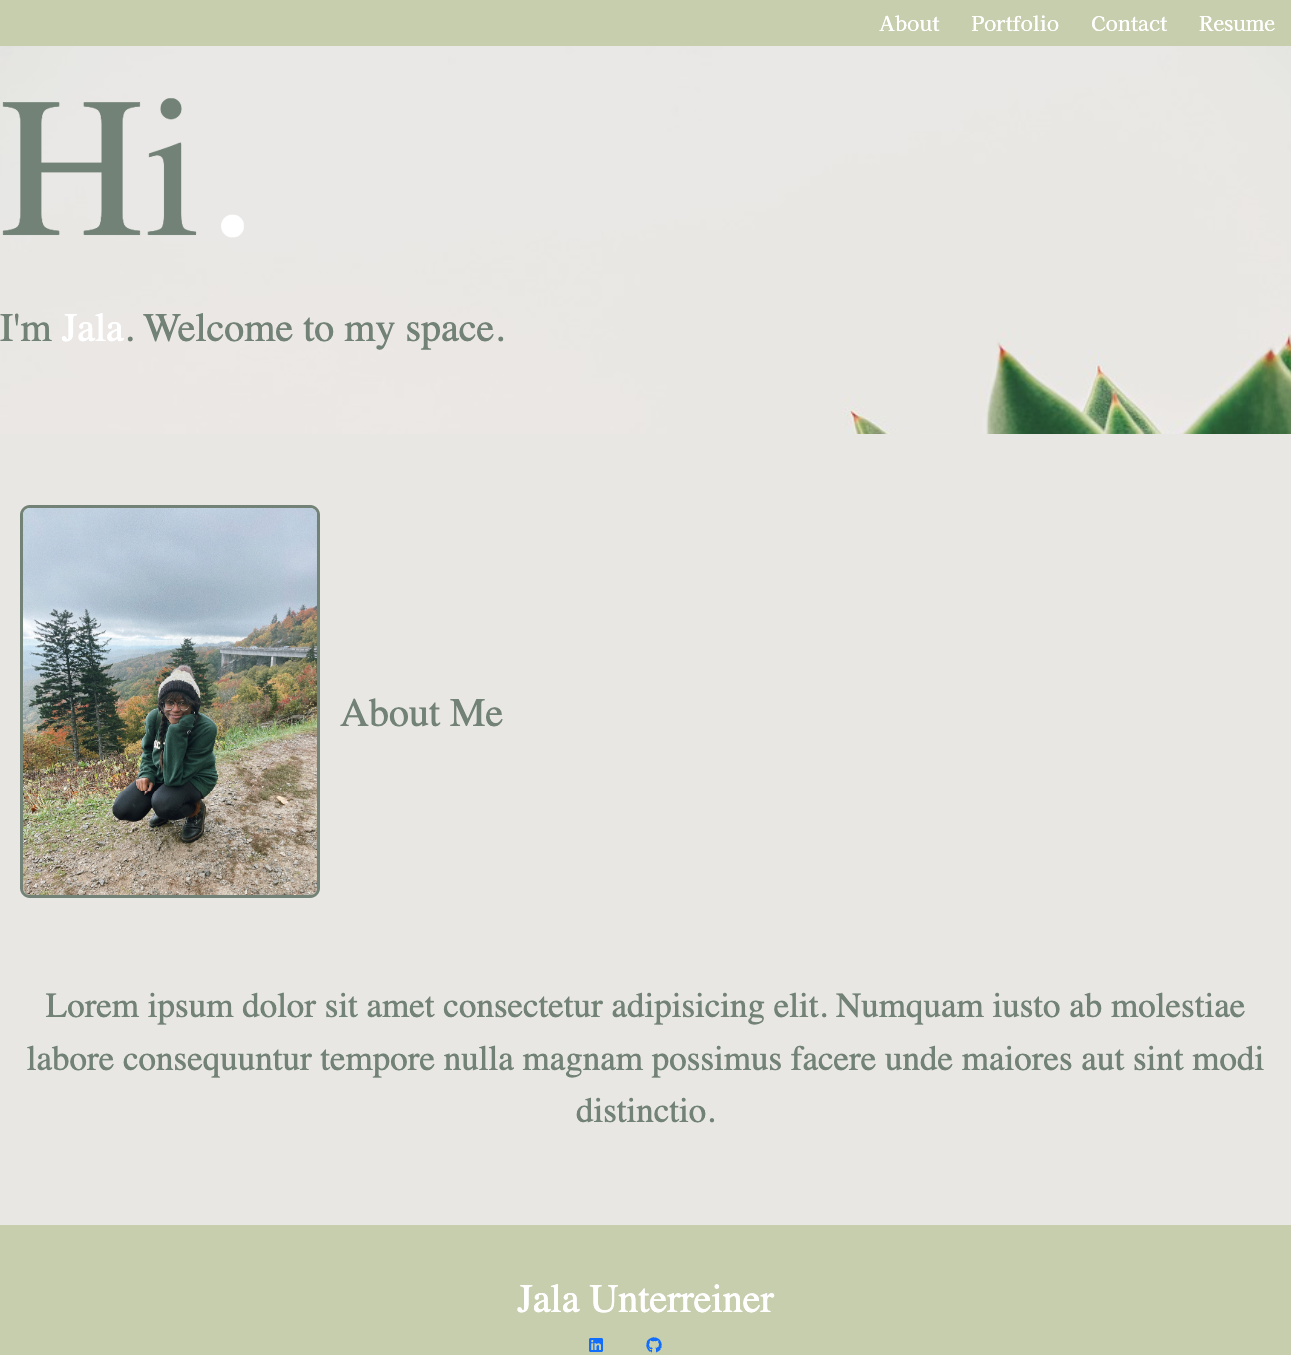 About Portfolio Contact Resume
Hi.
I'm Jala. Welcome to my space.
About Me
Lorem ipsum dolor sit amet consectetur adipisicing elit. Numquam iusto ab molestiae
labore consequuntur tempore nulla magnam possimus facere unde maiores aut sint modi
distinctio.
Jala Unterreiner
in